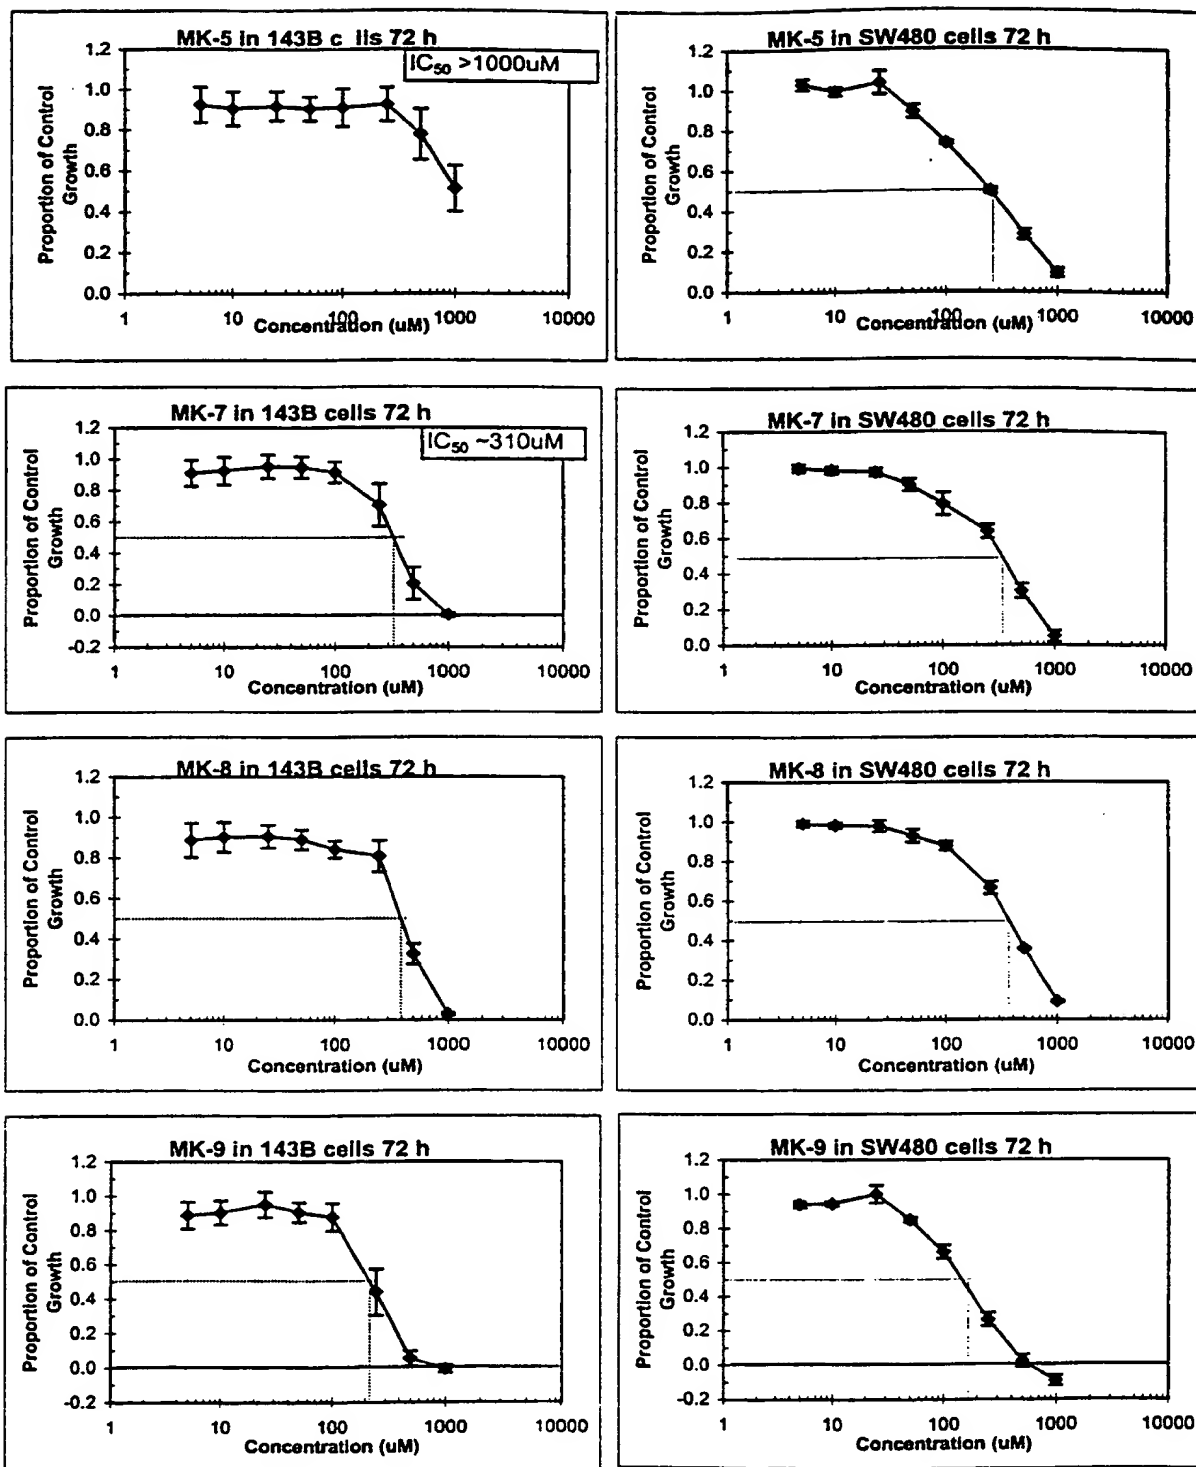 MK-5 in 143B c lls 72 h
IC50 >1000uM
Proportion of Control
Growth
1.2
1.0
0.8
0.6
0.4
0.2
0.0
1 10 100 1000 10000
Concentration (uM)
MK-5 in SW480 cells 72 h
Proportion of Control
Growth
1.2
1.0
0.8
0.6
0.4
0.2
0.0
1 10 100 1000 10000
Concentration (uM)
MK-7 in 143B cells 72 h
IC50 ~310uM
Proportion of Control
Growth
1.2
1.0
0.8
0.6
0.4
0.2
0.0
-0.2
1 10 100 1000 10000
Concentration (uM)
MK-7 in SW480 cells 72 h
Proportion of Control
Growth
1.2
1.0
0.8
0.6
0.4
0.2
0.0
1 10 100 1000 10000
Concentration (uM)
MK-8 in 143B cells 72 h
Proportion of Control
Growth
1.2
1.0
0.8
0.6
0.4
0.2
0.0
1 10 100 1000 10000
Concentration (uM)
MK-8 in SW480 cells 72 h
Proportion of Control
Growth
1.2
1.0
0.8
0.6
0.4
0.2
0.0
1 10 100 1000 10000
Concentration (uM)
MK-9 in 143B cells 72 h
Proportion of Control
Growth
1.2
1.0
0.8
0.6
0.4
0.2
0.0
-0.2
1 10 100 1000 10000
Concentration (uM)
MK-9 in SW480 cells 72 h
Proportion of Control
Growth
1.2
1.0
0.8
0.6
0.4
0.2
0.0
-0.2
1 10 100 1000 10000
Concentration (uM)